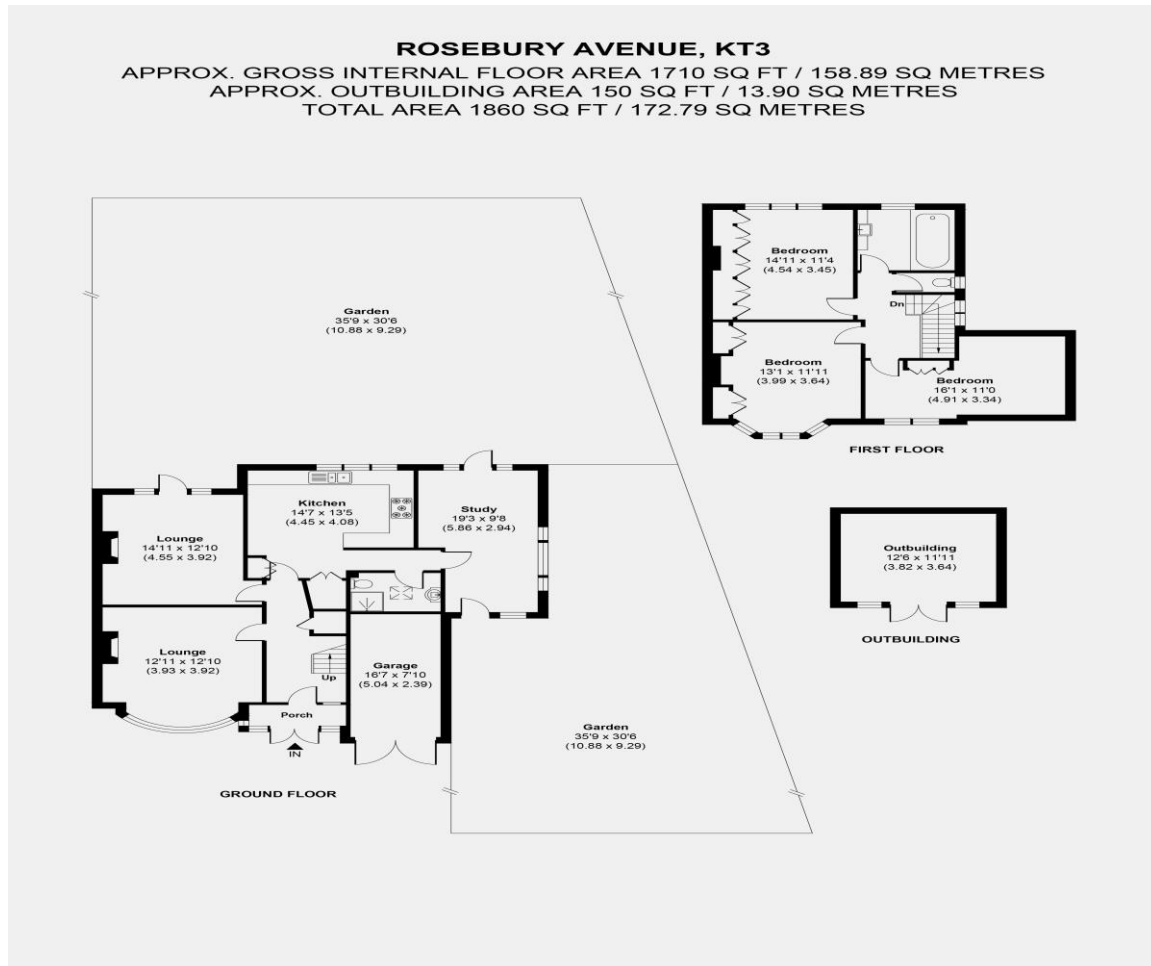 ROSEBURY AVENUE, KT3
APPROX. GROSS INTERNAL FLOOR AREA 1710 SQ FT / 158.89 SQ METRES
APPROX. OUTBUILDING AREA 150 SQ FT / 13.90 SQ METRES
TOTAL AREA 1860 SQ FT / 172.79 SQ METRES
Garden
35'9 x 30'6
(10.88 x 9.29)
Kitchen
14'7 x 13'5
(4.45 x 4.08)
Study
19'3 x 9'8
(5.86 x 2.94)
Lounge
14'11 x 12'10
(4.55 x 3.92)
Lounge
12'11 x 12'10
(3.93 x 3.92)
Up
Garage
16'7 x 7'10
(5.04 x 2.39)
Porch
IN
Garden
35'9 x 30'6
(10.88 x 9.29)
GROUND FLOOR
Bedroom
14'11 x 11'4
(4.54 x 3.45)
Dn
Bedroom
13'1 x 11'11
(3.99 x 3.64)
Bedroom
16'1 x 11'0
(4.91 x 3.34)
FIRST FLOOR
Outbuilding
12'6 x 11'11
(3.82 x 3.64)
OUTBUILDING